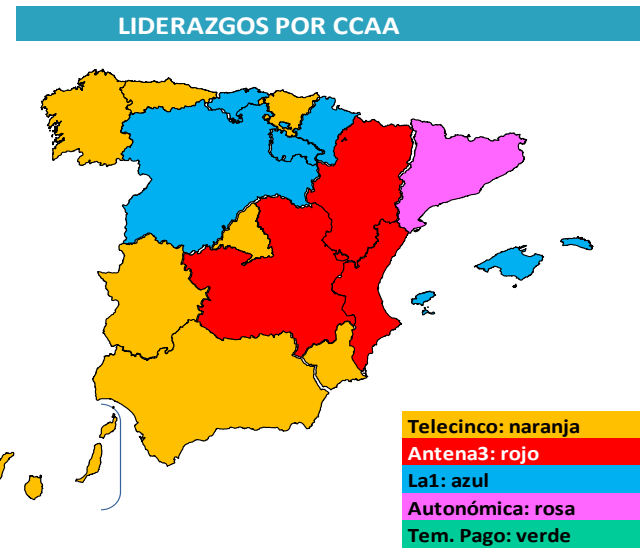 LIDERAZGOS POR CCAA
Telecinco: naranja
Antena3: rojo
La1: azul
Autonómica: rosa
Tem. Pago: verde